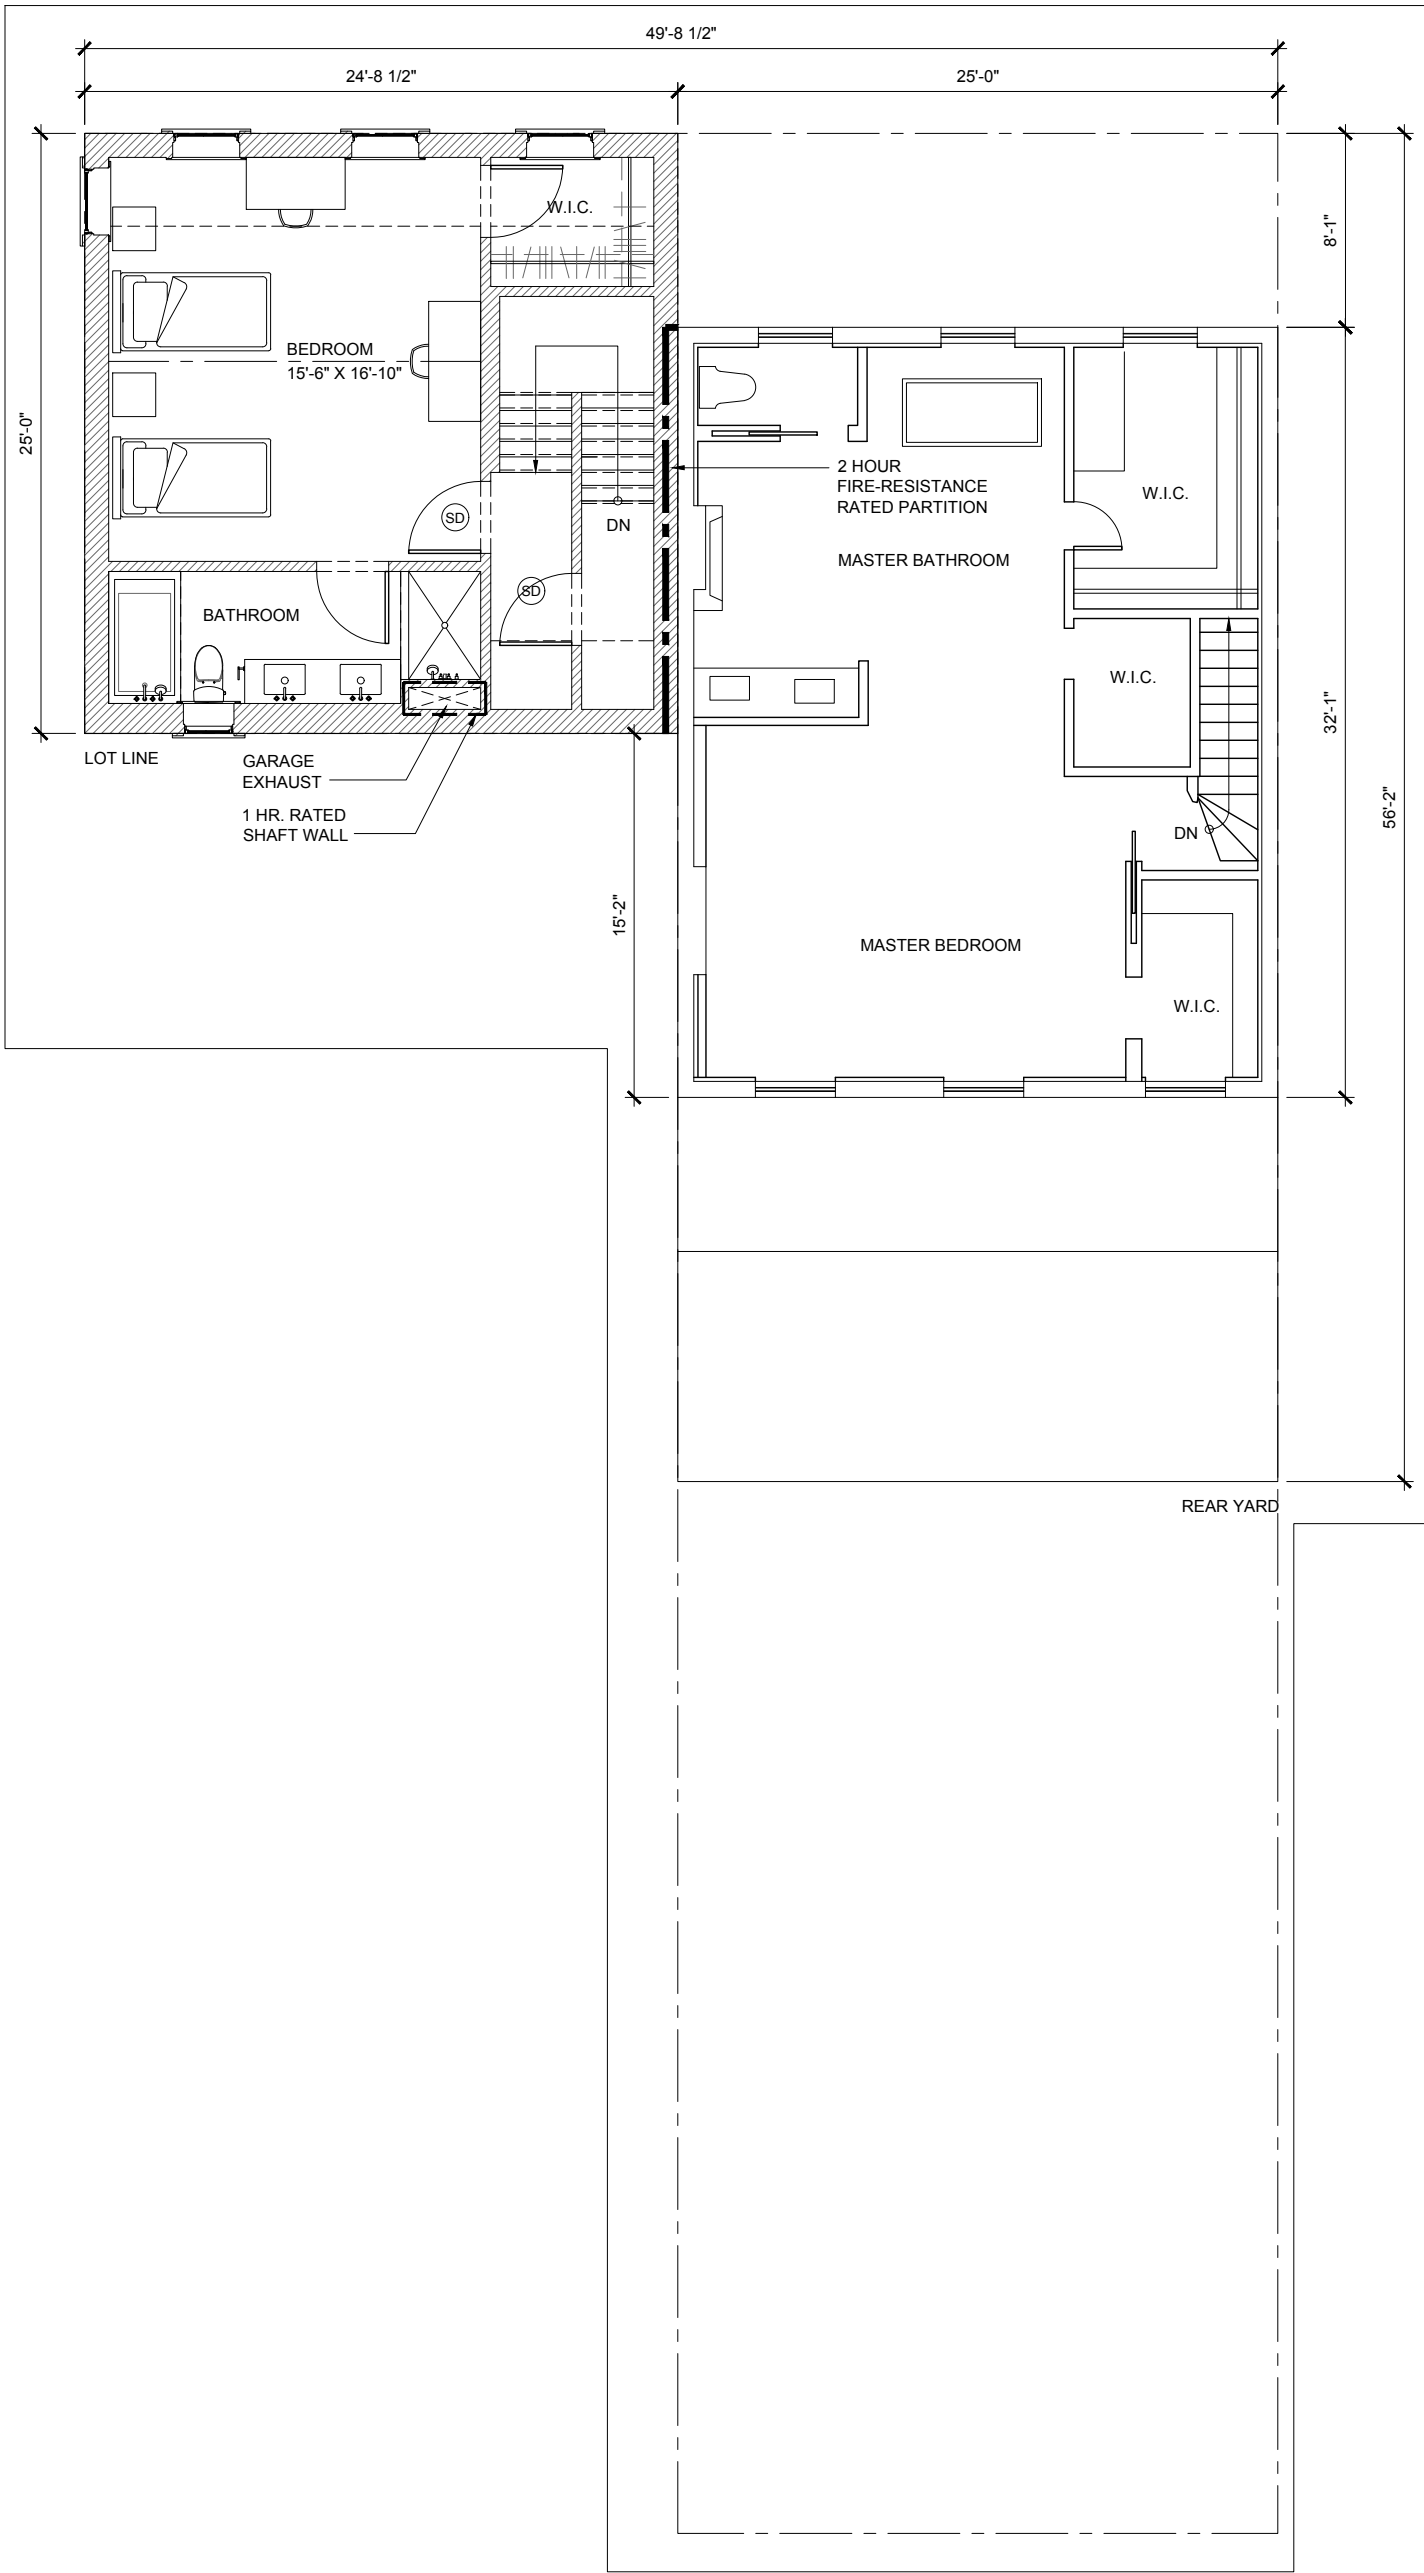 49'-8 1/2"
24'-8 1/2"
25'-0"
W.I.C.
8'-1"
BEDROOM
15'-6" X 16'-10"
25'-0"
2 HOUR
FIRE-RESISTANCE
RATED PARTITION
W.I.C.
SD
DN
MASTER BATHROOM
SD
BATHROOM
W.I.C.
32'-1"
LOT LINE
GARAGE
EXHAUST
1 HR. RATED
SHAFT WALL
56'-2"
DN
15'-2"
MASTER BEDROOM
W.I.C.
REAR YARD